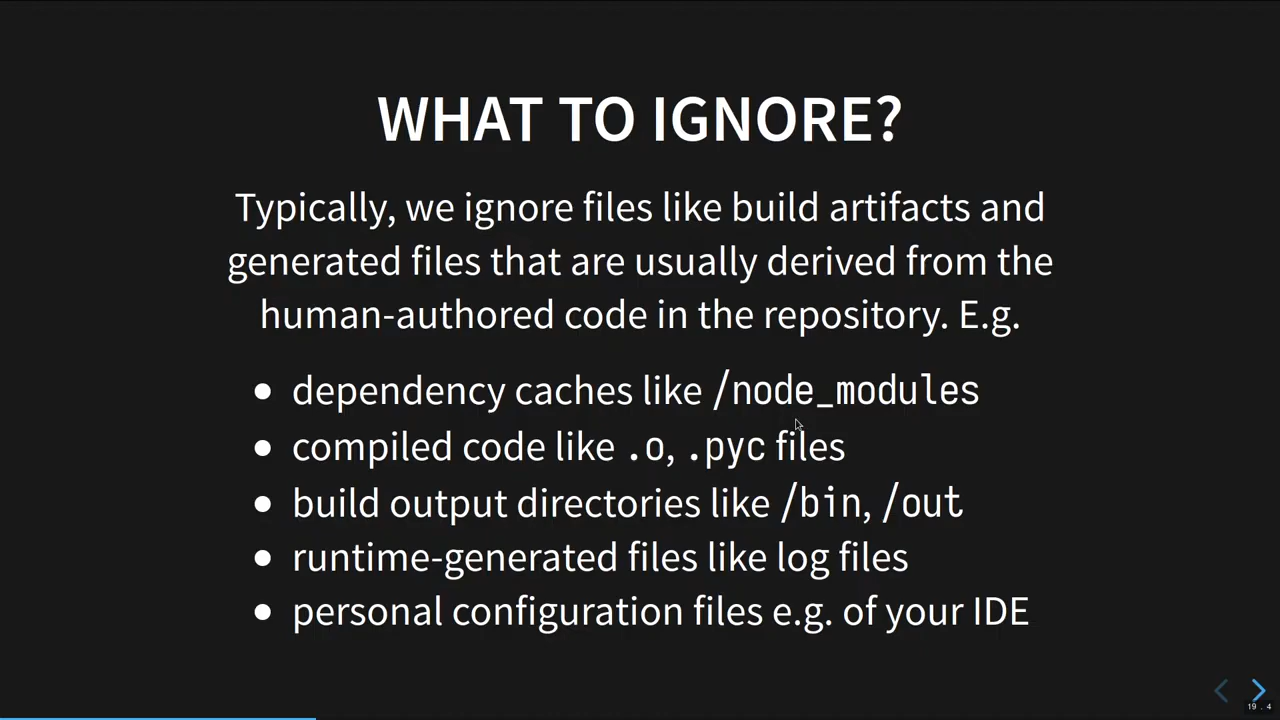 WHAT TO IGNORE?
Typically, we ignore files like build artifacts and
generated files that are usually derived from the
human-authored code in the repository. E.g.
• dependency caches like /node_modules
• compiled code like .o, .pyc files
• build output directories like /bin, /out
• runtime-generated files like log files
• personal configuration files e.g. of your IDE
19 . 4